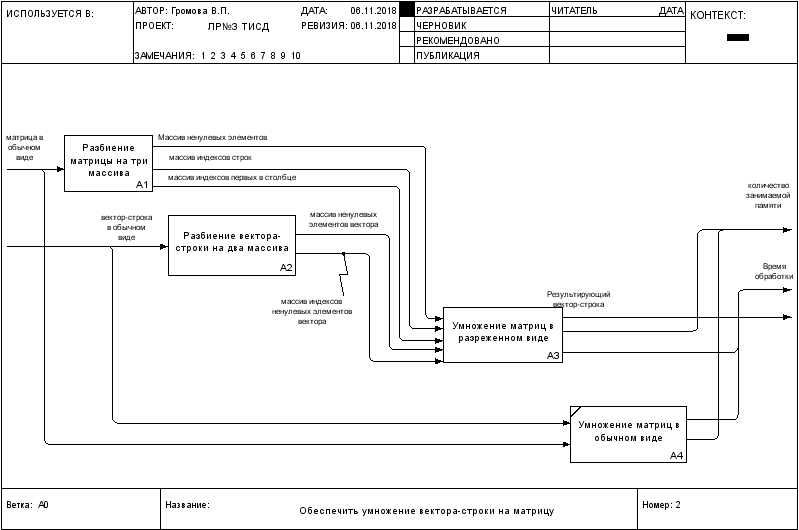 ИСПОЛЬЗУЕТСЯ В:
АВТОР: Громова В.П.
ДАТА: 06.11.2018
ПРОЕКТ: ЛР№3 ТИСД
РЕВИЗИЯ: 06.11.2018
ЗАМЕЧАНИЯ: 1 2 3 4 5 6 7 8 9 10
РАЗРАБАТЫВАЕТСЯ
ЧЕРНОВИК
РЕКОМЕНДОВАНО
ПУБЛИКАЦИЯ
ЧИТАТЕЛЬ ДАТА
КОНТЕКСТ:
матрица в
обычном
виде
Разбиение
матрицы на три
массива
A1
Массив ненулевых элементов
массив индексов строк
массив индексов первых в столбце
вектор-строка
в обычном
виде
Разбиение вектора-
строки на два массива
A2
массив ненулевых
элементов вектора
массив индексов
ненулевых элементов
вектора
количество
занимаемой
памяти
Время
обработки
Результирующий
вектор-строка
Умножение матриц в
разреженном виде
A3
Умножение матриц в
обычном виде
A4
Ветка: A0
Название:
Обеспечить умножение вектора-строки на матрицу
Номер: 2